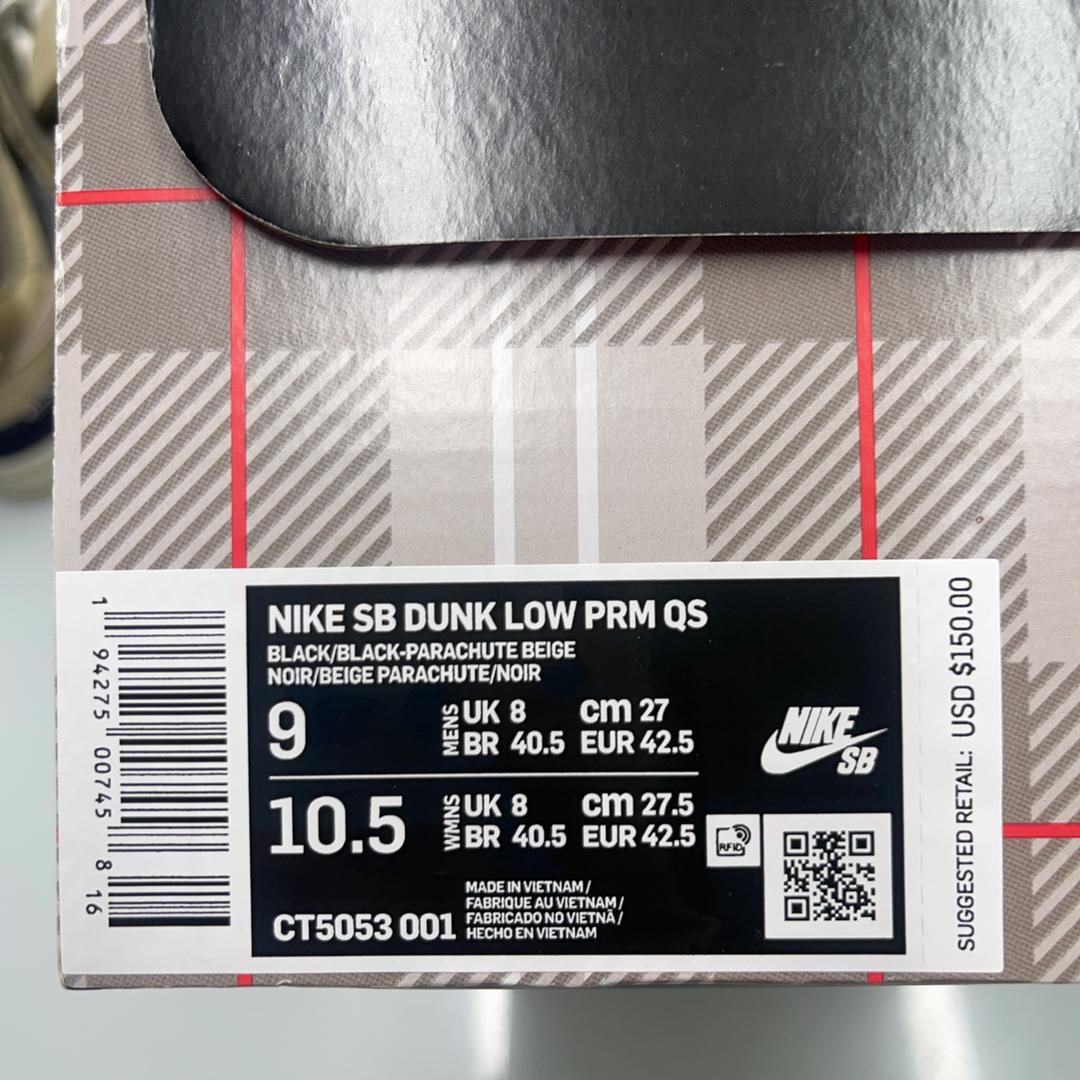 NIKE SB DUNK LOW PRM QS
BLACK/BLACK-PARACHUTE BEIGE
NOIR/BEIGE PARACHUTE/NOIR
9 MENS UK 8 cm 27
BR 40.5 EUR 42.5
10.5 WMNS UK 8 cm 27.5
BR 40.5 EUR 42.5
NIKE
SB
RFID
CT5053 001
MADE IN VIETNAM /
FABRIQUE AU VIETNAM /
FABRICADO NO VIETNÃ /
HECHO EN VIETNAM
1 94275 00745 8 16
SUGGESTED RETAIL: USD $150.00